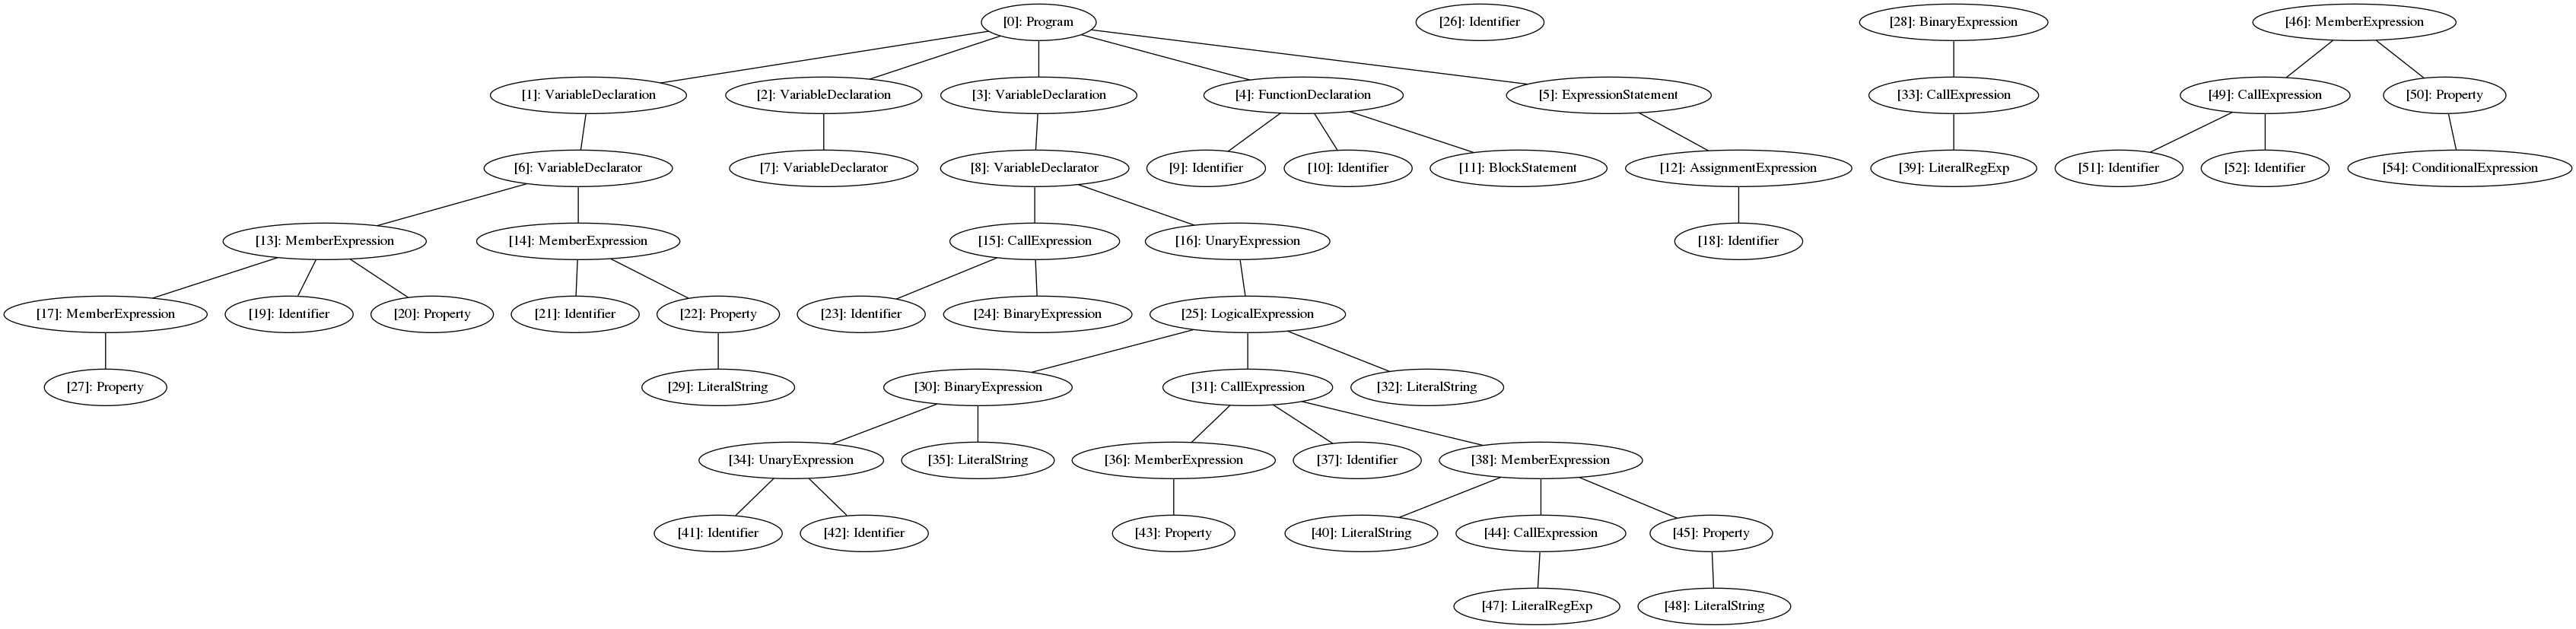 [0]: Program
[26]: Identifier
[28]: BinaryExpression
[46]: MemberExpression
[1]: VariableDeclaration
[2]: VariableDeclaration
[3]: VariableDeclaration
[4]: FunctionDeclaration
[5]: ExpressionStatement
[33]: CallExpression
[49]: CallExpression
[50]: Property
[6]: VariableDeclarator
[7]: VariableDeclarator
[8]: VariableDeclarator
[9]: Identifier
[10]: Identifier
[11]: BlockStatement
[12]: AssignmentExpression
[39]: LiteralRegExp
[51]: Identifier
[52]: Identifier
[54]: ConditionalExpression
[13]: MemberExpression
[14]: MemberExpression
[15]: CallExpression
[16]: UnaryExpression
[18]: Identifier
[17]: MemberExpression
[19]: Identifier
[20]: Property
[21]: Identifier
[22]: Property
[23]: Identifier
[24]: BinaryExpression
[25]: LogicalExpression
[27]: Property
[29]: LiteralString
[30]: BinaryExpression
[31]: CallExpression
[32]: LiteralString
[34]: UnaryExpression
[35]: LiteralString
[36]: MemberExpression
[37]: Identifier
[38]: MemberExpression
[41]: Identifier
[42]: Identifier
[43]: Property
[40]: LiteralString
[44]: CallExpression
[45]: Property
[47]: LiteralRegExp
[48]: LiteralString